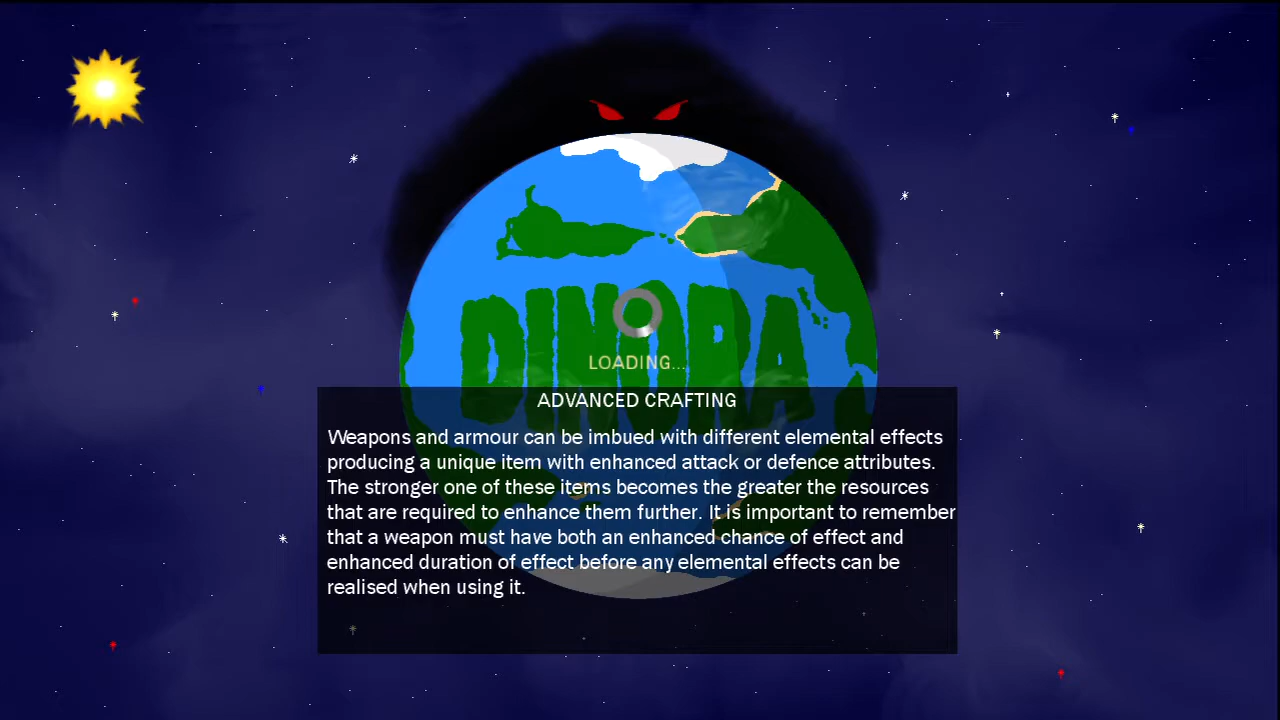 DINORA
LOADING...
ADVANCED CRAFTING
Weapons and armour can be imbued with different elemental effects
producing a unique item with enhanced attack or defence attributes.
The stronger one of these items becomes the greater the resources
that are required to enhance them further. It is important to remember
that a weapon must have both an enhanced chance of effect and
enhanced duration of effect before any elemental effects can be
realised when using it.